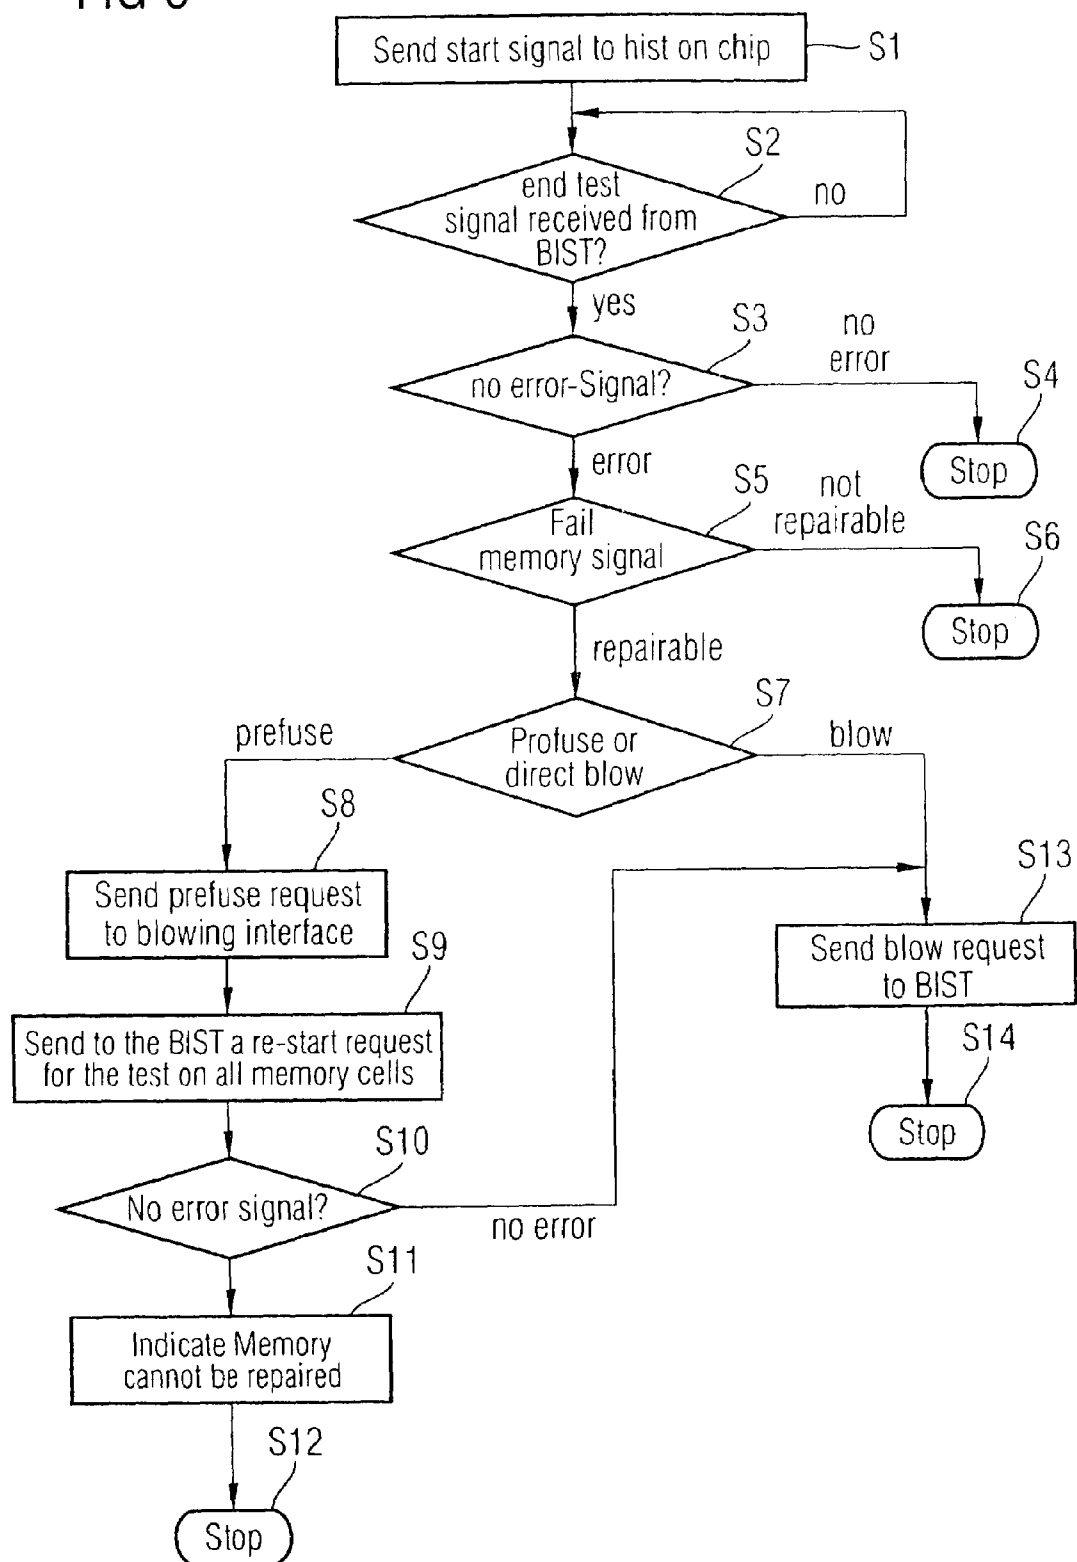 Send start signal to hist on chip
S1
S2
end test
signal received from
BIST?
no
yes
S3
no
error
no error-Signal?
S4
Stop
error
S5
not
repairable
Fail
memory signal
S6
Stop
repairable
S7
prefuse
Profuse or
direct blow
blow
S8
Send prefuse request
to blowing interface
S13
Send blow request
to BIST
S9
Send to the BIST a re-start request
for the test on all memory cells
S14
Stop
S10
No error signal?
no error
S11
Indicate Memory
cannot be repaired
S12
Stop